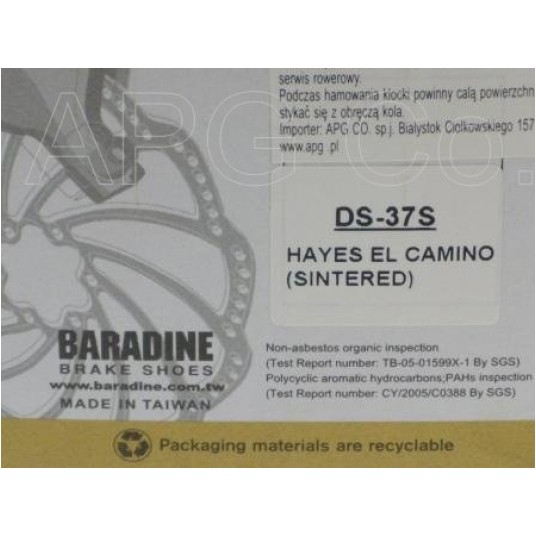 serwis rowerowy.
Podczas hamowania klocki powinny całą powierzchn
stykać się z obręczą koła.
Importer: APG CO. sp.j. Białystok Ciołkowskiego 157
www.apg .pl
APG Co.
DS-37S
HAYES EL CAMINO
(SINTERED)
BARADINE
BRAKE SHOES
www.baradine.com.tw
MADE IN TAIWAN
Non-asbestos organic inspection
(Test Report number: TB-05-01599X-1 By SGS)
Polycyclic aromatic hydrocarbons;PAHs inspection
(Test Report number: CY/2005/C0388 By SGS)
Packaging materials are recyclable